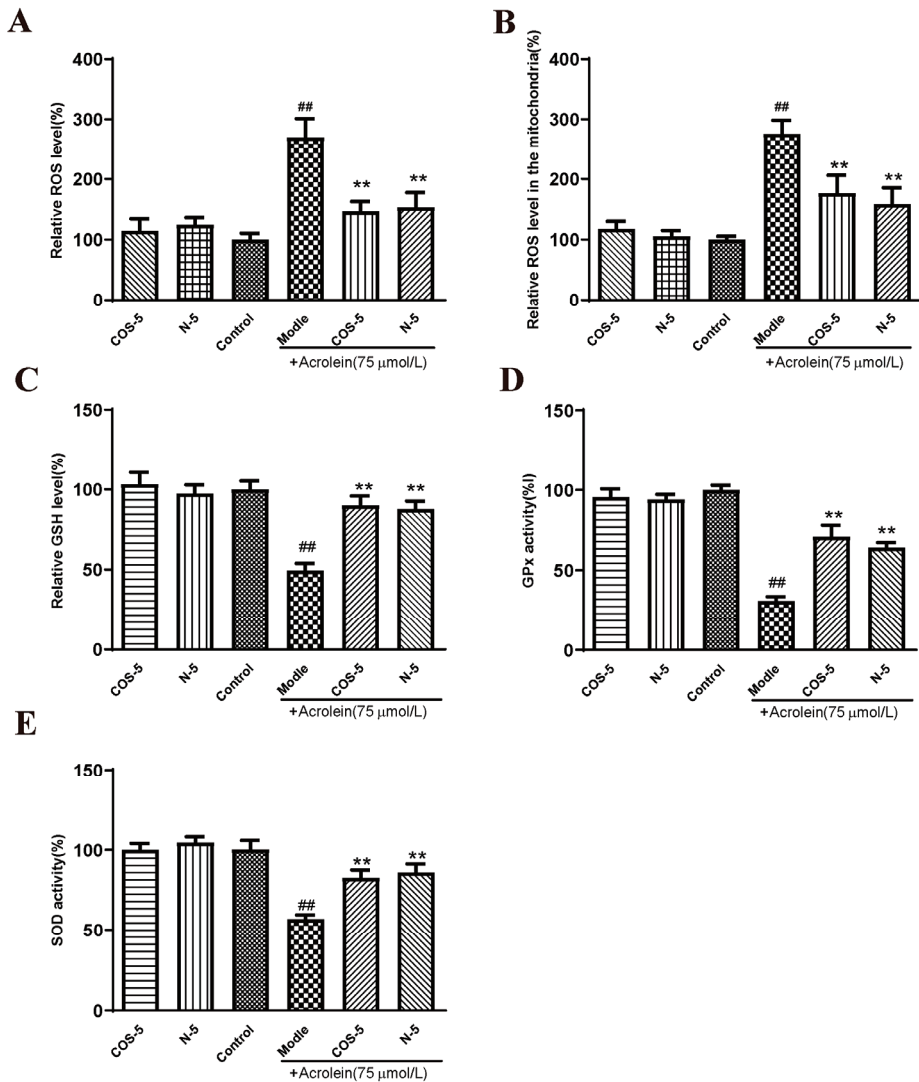 A
Relative ROS level(%)
400
300
200
100
0
##
**
**
COS-5
N-5
Control
Modle
COS-5
N-5
+Acrolein(75 μmol/L)
B
Relative ROS level in the mitochondria(%)
400
300
200
100
0
##
**
**
COS-5
N-5
Control
Modle
COS-5
N-5
+Acrolein(75 μmol/L)
C
Relative GSH level(%)
150
100
50
0
##
**
**
COS-5
N-5
Control
Modle
COS-5
N-5
+Acrolein(75 μmol/L)
D
GPx activity(%l
150
100
50
0
##
**
**
COS-5
N-5
Control
Modle
COS-5
N-5
+Acrolein(75 μmol/L)
E
SOD activity(%)
150
100
50
0
##
**
**
COS-5
N-5
Control
Modle
COS-5
N-5
+Acrolein(75 μmol/L)